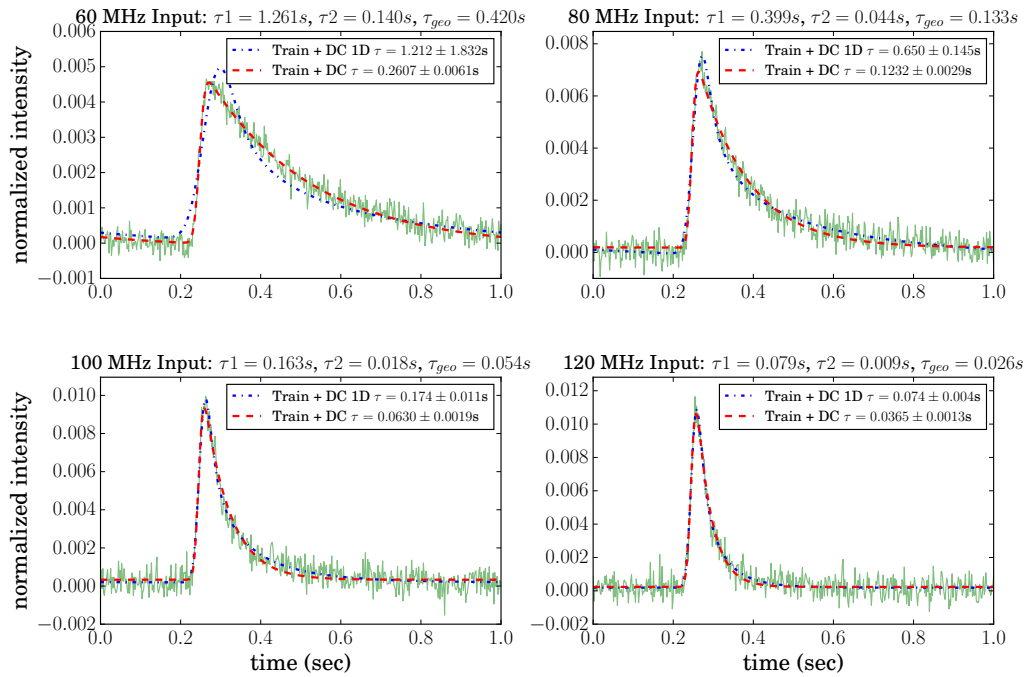 60 MHz Input: τ1 = 1.261s, τ2 = 0.140s, τgeo = 0.420s
normalized intensity
0.006
0.005
0.004
0.003
0.002
0.001
0.000
−0.001
Train + DC 1D τ = 1.212 ± 1.832s
Train + DC τ = 0.2607 ± 0.0061s
0.0 0.2 0.4 0.6 0.8 1.0
80 MHz Input: τ1 = 0.399s, τ2 = 0.044s, τgeo = 0.133s
0.008
0.006
0.004
0.002
0.000
Train + DC 1D τ = 0.650 ± 0.145s
Train + DC τ = 0.1232 ± 0.0029s
0.0 0.2 0.4 0.6 0.8 1.0
100 MHz Input: τ1 = 0.163s, τ2 = 0.018s, τgeo = 0.054s
normalized intensity
0.010
0.008
0.006
0.004
0.002
0.000
−0.002
Train + DC 1D τ = 0.174 ± 0.011s
Train + DC τ = 0.0630 ± 0.0019s
0.0 0.2 0.4 0.6 0.8 1.0
time (sec)
120 MHz Input: τ1 = 0.079s, τ2 = 0.009s, τgeo = 0.026s
0.012
0.010
0.008
0.006
0.004
0.002
0.000
−0.002
Train + DC 1D τ = 0.074 ± 0.004s
Train + DC τ = 0.0365 ± 0.0013s
0.0 0.2 0.4 0.6 0.8 1.0
time (sec)